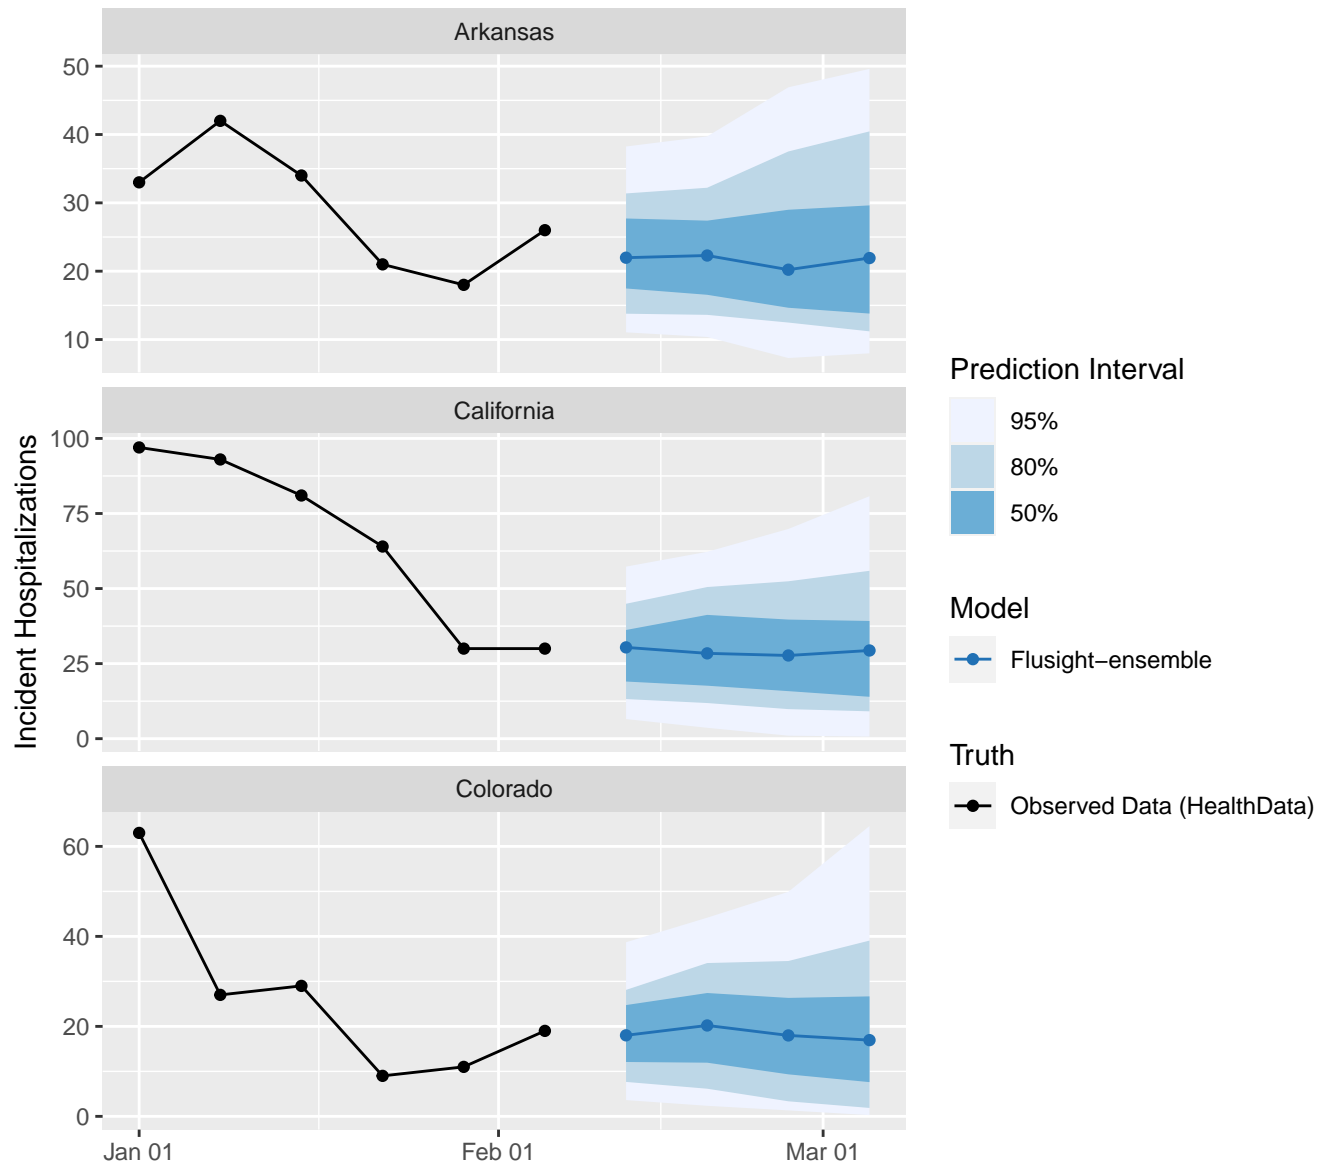 Arkansas
50
40
30
20
10
California
100
75
50
25
0
Colorado
60
40
20
0
Jan 01
Feb 01
Mar 01
Incident Hospitalizations
Prediction Interval
95%
80%
50%
Model
Flusight−ensemble
Truth
Observed Data (HealthData)